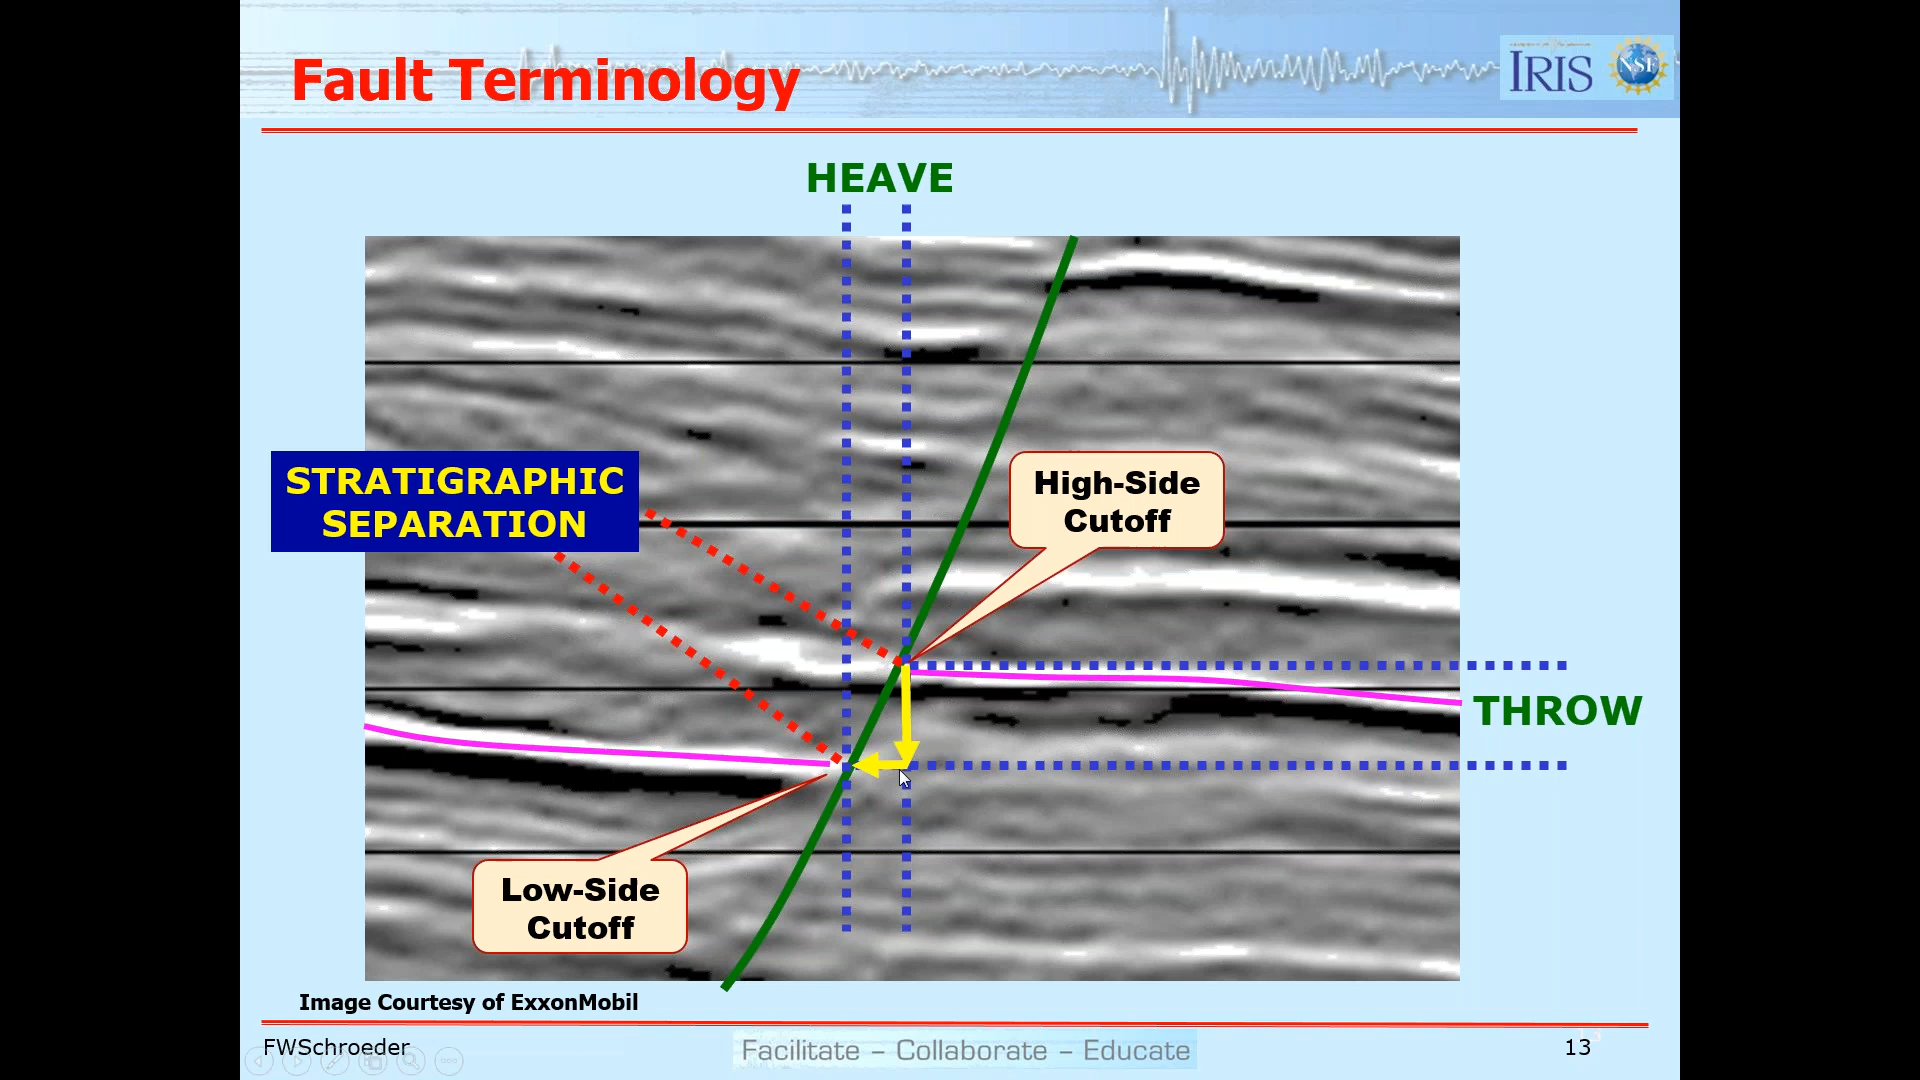 Fault Terminology
IRIS
NSF
HEAVE
STRATIGRAPHIC
SEPARATION
High-Side
Cutoff
THROW
Low-Side
Cutoff
Image Courtesy of ExxonMobil
FWSchroeder
Facilitate – Collaborate – Educate
13